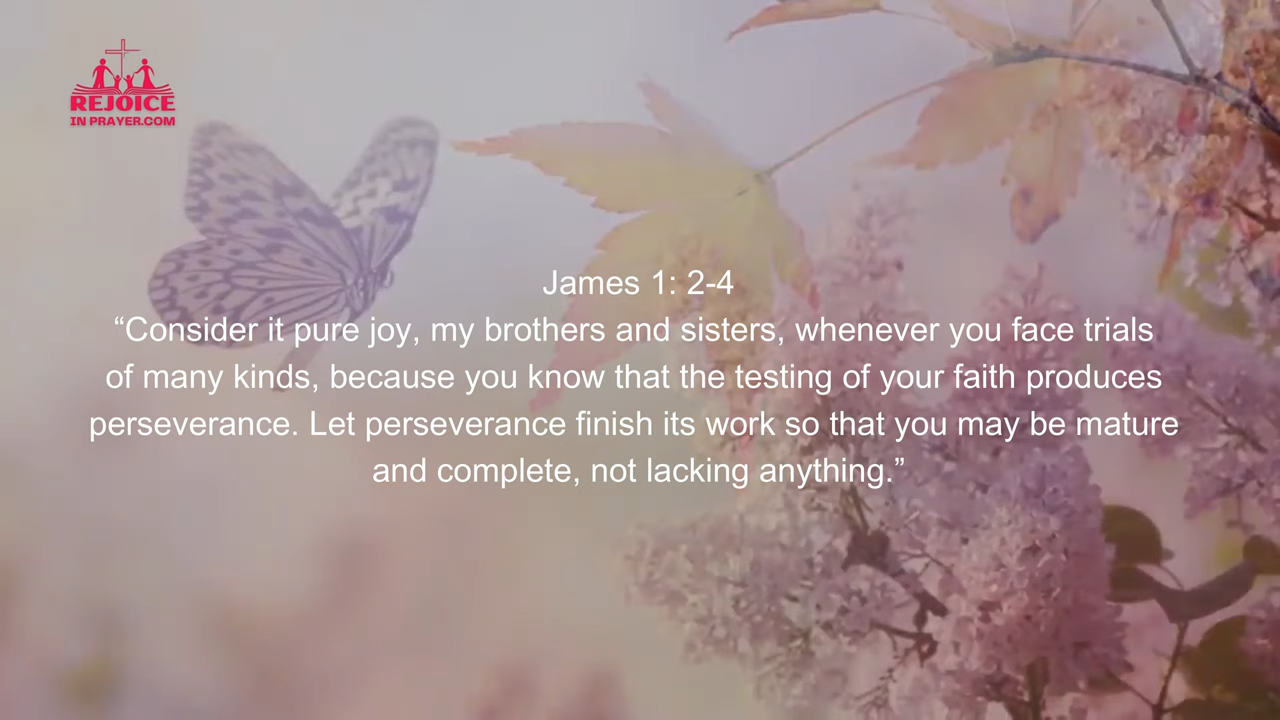 REJOICE
IN PRAYER.COM
James 1: 2-4
“Consider it pure joy, my brothers and sisters, whenever you face trials
of many kinds, because you know that the testing of your faith produces
perseverance. Let perseverance finish its work so that you may be mature
and complete, not lacking anything.”